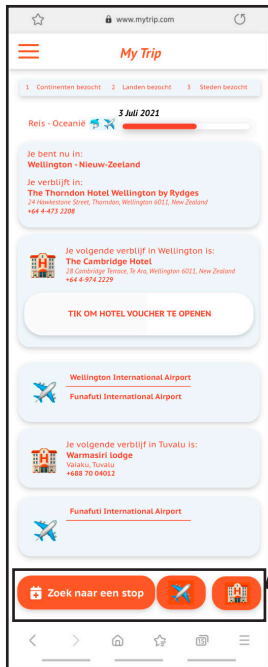 www.mytrip.com
My Trip
1 Continenten bezocht 2 Landen bezocht 3 Steden bezocht
3 Juli 2021
Reis - Oceanië
Je bent nu in:
Wellington - Nieuw-Zeeland
Je verblijft in:
The Thorndon Hotel Wellington by Rydges
24 Hawkestone Street, Thorndon, Wellington 6011, New Zealand
+64 4-473 2208
Je volgende verblijf in Wellington is:
The Cambridge Hotel
28 Cambridge Terrace, Te Aro, Wellington 6011, New Zealand
+64 4-974 2229
TIK OM HOTEL VOUCHER TE OPENEN
Wellington International Airport
Funafuti International Airport
Je volgende verblijf in Tuvalu is:
Warmasiri lodge
Vaiaku, Tuvalu
+688 70 04012
Funafuti International Airport
Zoek naar een stop